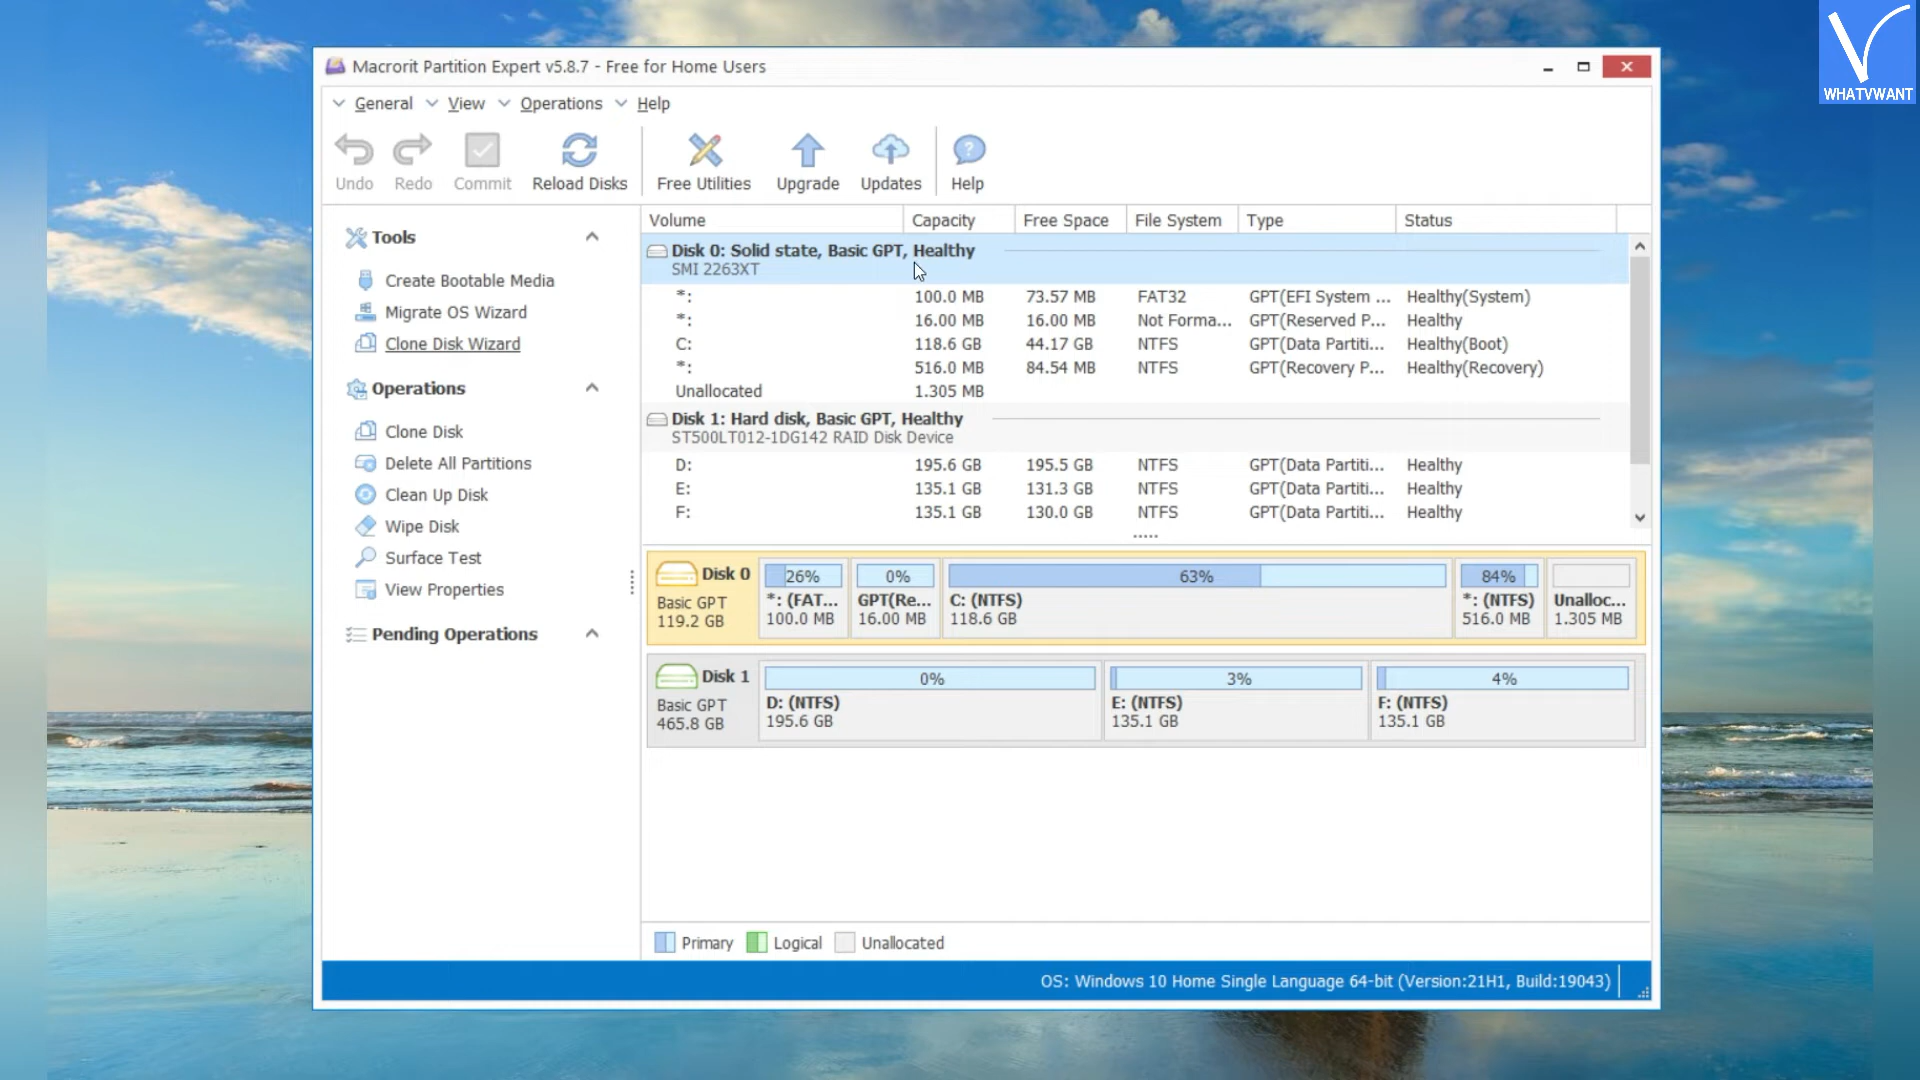 WHATVWANT
Macrorit Partition Expert v5.8.7 - Free for Home Users
General View Operations Help
Undo Redo Commit Reload Disks Free Utilities Upgrade Updates Help
Tools
Create Bootable Media
Migrate OS Wizard
Clone Disk Wizard
Operations
Clone Disk
Delete All Partitions
Clean Up Disk
Wipe Disk
Surface Test
View Properties
Pending Operations
Volume Capacity Free Space File System Type Status
Disk 0: Solid state, Basic GPT, Healthy
SMI 2263XT
*: 100.0 MB 73.57 MB FAT32 GPT(EFI System ... Healthy(System)
*: 16.00 MB 16.00 MB Not Forma... GPT(Reserved P... Healthy
C: 118.6 GB 44.17 GB NTFS GPT(Data Partiti... Healthy(Boot)
*: 516.0 MB 84.54 MB NTFS GPT(Recovery P... Healthy(Recovery)
Unallocated 1.305 MB
Disk 1: Hard disk, Basic GPT, Healthy
ST500LT012-1DG142 RAID Disk Device
D: 195.6 GB 195.5 GB NTFS GPT(Data Partiti... Healthy
E: 135.1 GB 131.3 GB NTFS GPT(Data Partiti... Healthy
F: 135.1 GB 130.0 GB NTFS GPT(Data Partiti... Healthy
Disk 0 26% 0% 63% 84%
Basic GPT *: (FAT... GPT(Re... C: (NTFS) *: (NTFS) Unalloc...
119.2 GB 100.0 MB 16.00 MB 118.6 GB 516.0 MB 1.305 MB
Disk 1 0% 3% 4%
Basic GPT D: (NTFS) E: (NTFS) F: (NTFS)
465.8 GB 195.6 GB 135.1 GB 135.1 GB
Primary Logical Unallocated
OS: Windows 10 Home Single Language 64-bit (Version:21H1, Build:19043)